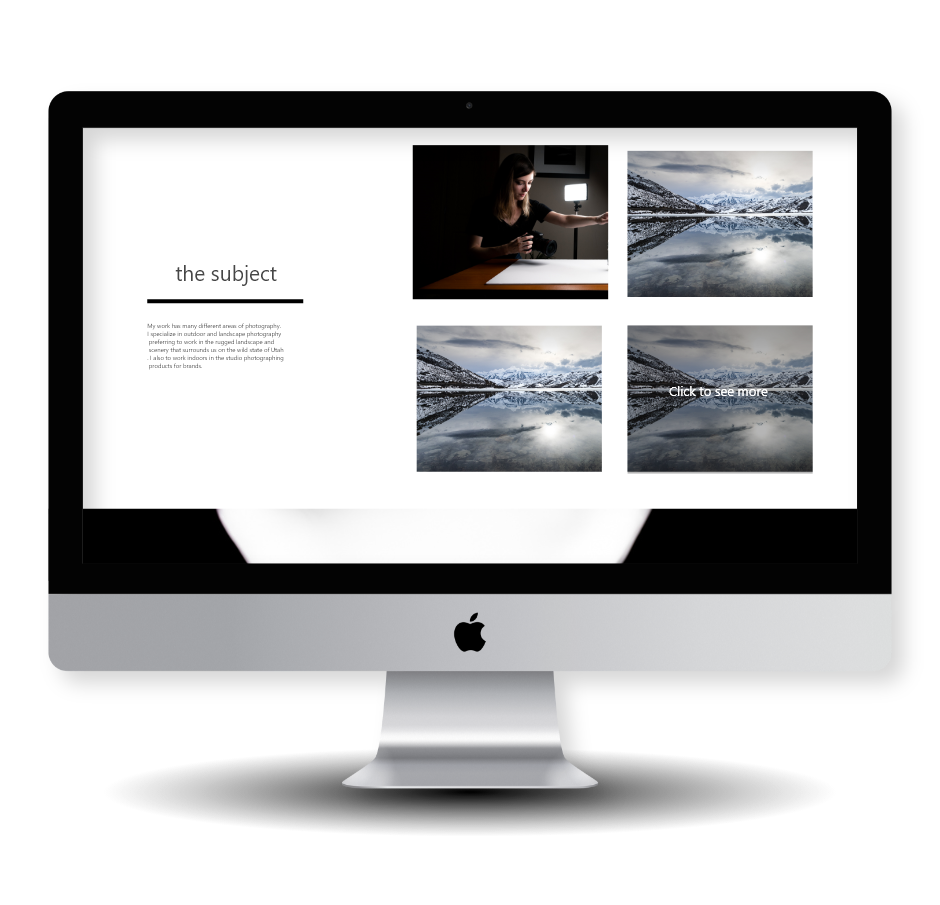 the subject
My work has many different areas of photography.
I specialize in outdoor and landscape photography
preferring to work in the rugged landscape and
scenery that surrounds us on the wild state of Utah
. I also to work indoors in the studio photographing
products for brands.
Click to see more